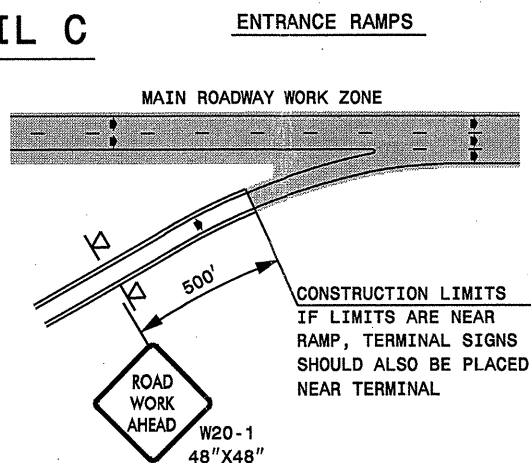 IL C
ENTRANCE RAMPS
MAIN ROADWAY WORK ZONE
500'
CONSTRUCTION LIMITS
IF LIMITS ARE NEAR
RAMP, TERMINAL SIGNS
SHOULD ALSO BE PLACED
NEAR TERMINAL
ROAD
WORK
AHEAD
W20-1
48"X48"